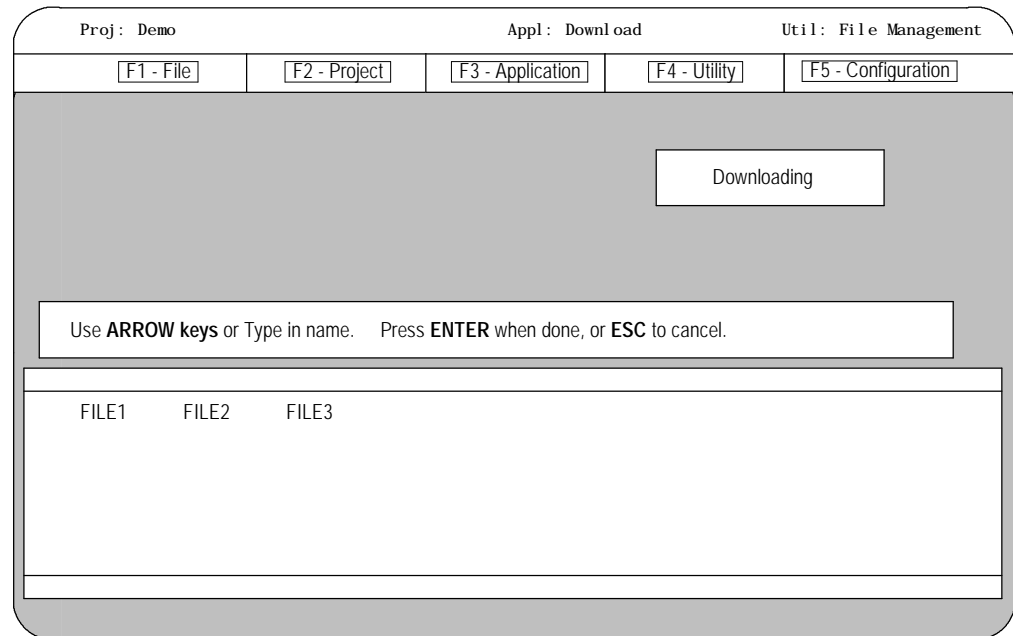 Proj: Demo Appl: Download Util: File Management
F1 - File F2 - Project F3 - Application F4 - Utility F5 - Configuration
Downloading
Use ARROW keys or Type in name. Press ENTER when done, or ESC to cancel.
FILE1 FILE2 FILE3